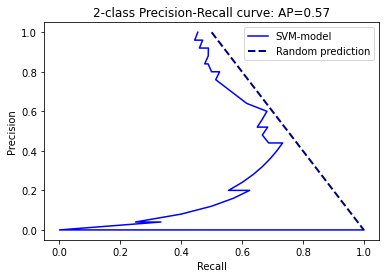 2-class Precision-Recall curve: AP=0.57
SVM-model
Random prediction
Precision
1.0
0.8
0.6
0.4
0.2
0.0
0.0 0.2 0.4 0.6 0.8 1.0
Recall